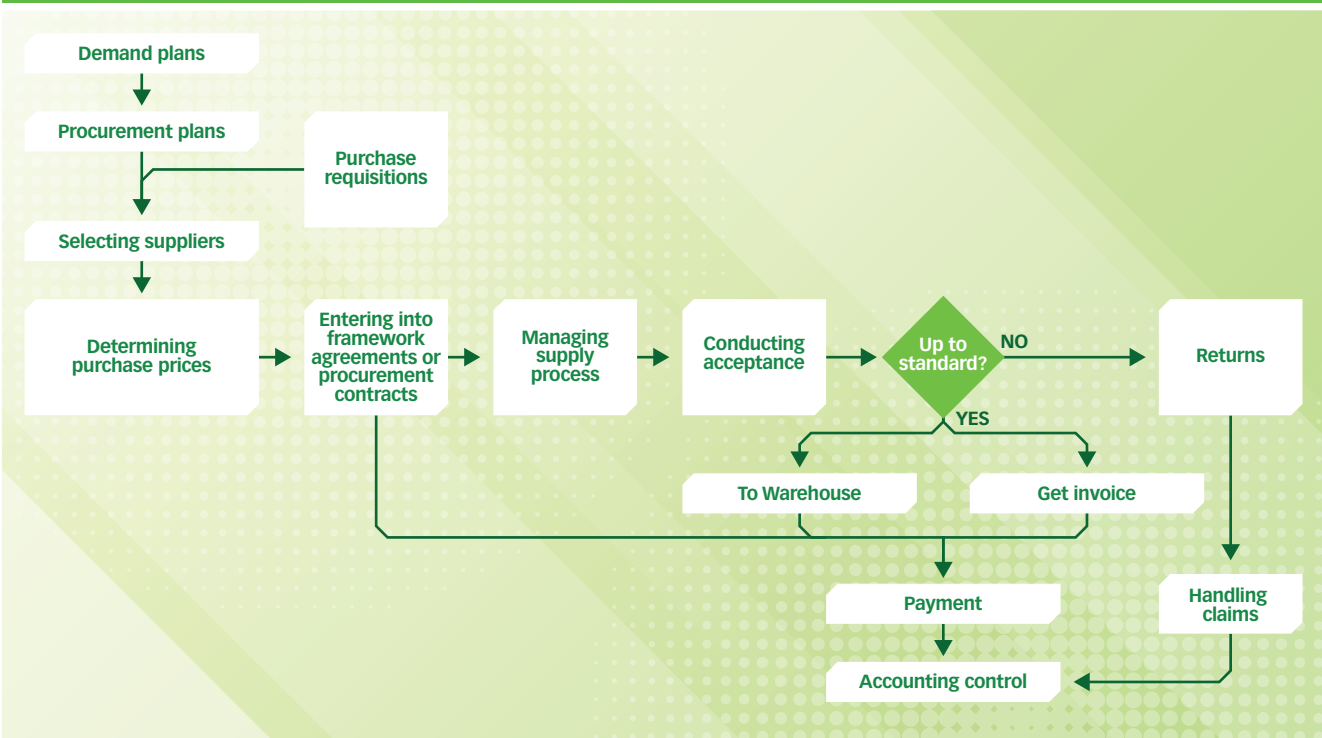 Demand plans
Procurement plans
Purchase
requisitions
Selecting suppliers
Determining
purchase prices
Entering into
framework
agreements or
procurement
contracts
Managing
supply
process
Conducting
acceptance
Up to
standard?
NO
Returns
YES
To Warehouse
Get invoice
Payment
Handling
claims
Accounting control